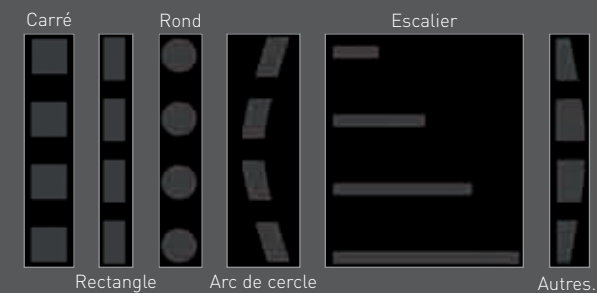 Carré
Rond
Escalier
Rectangle
Arc de cercle
Autres.